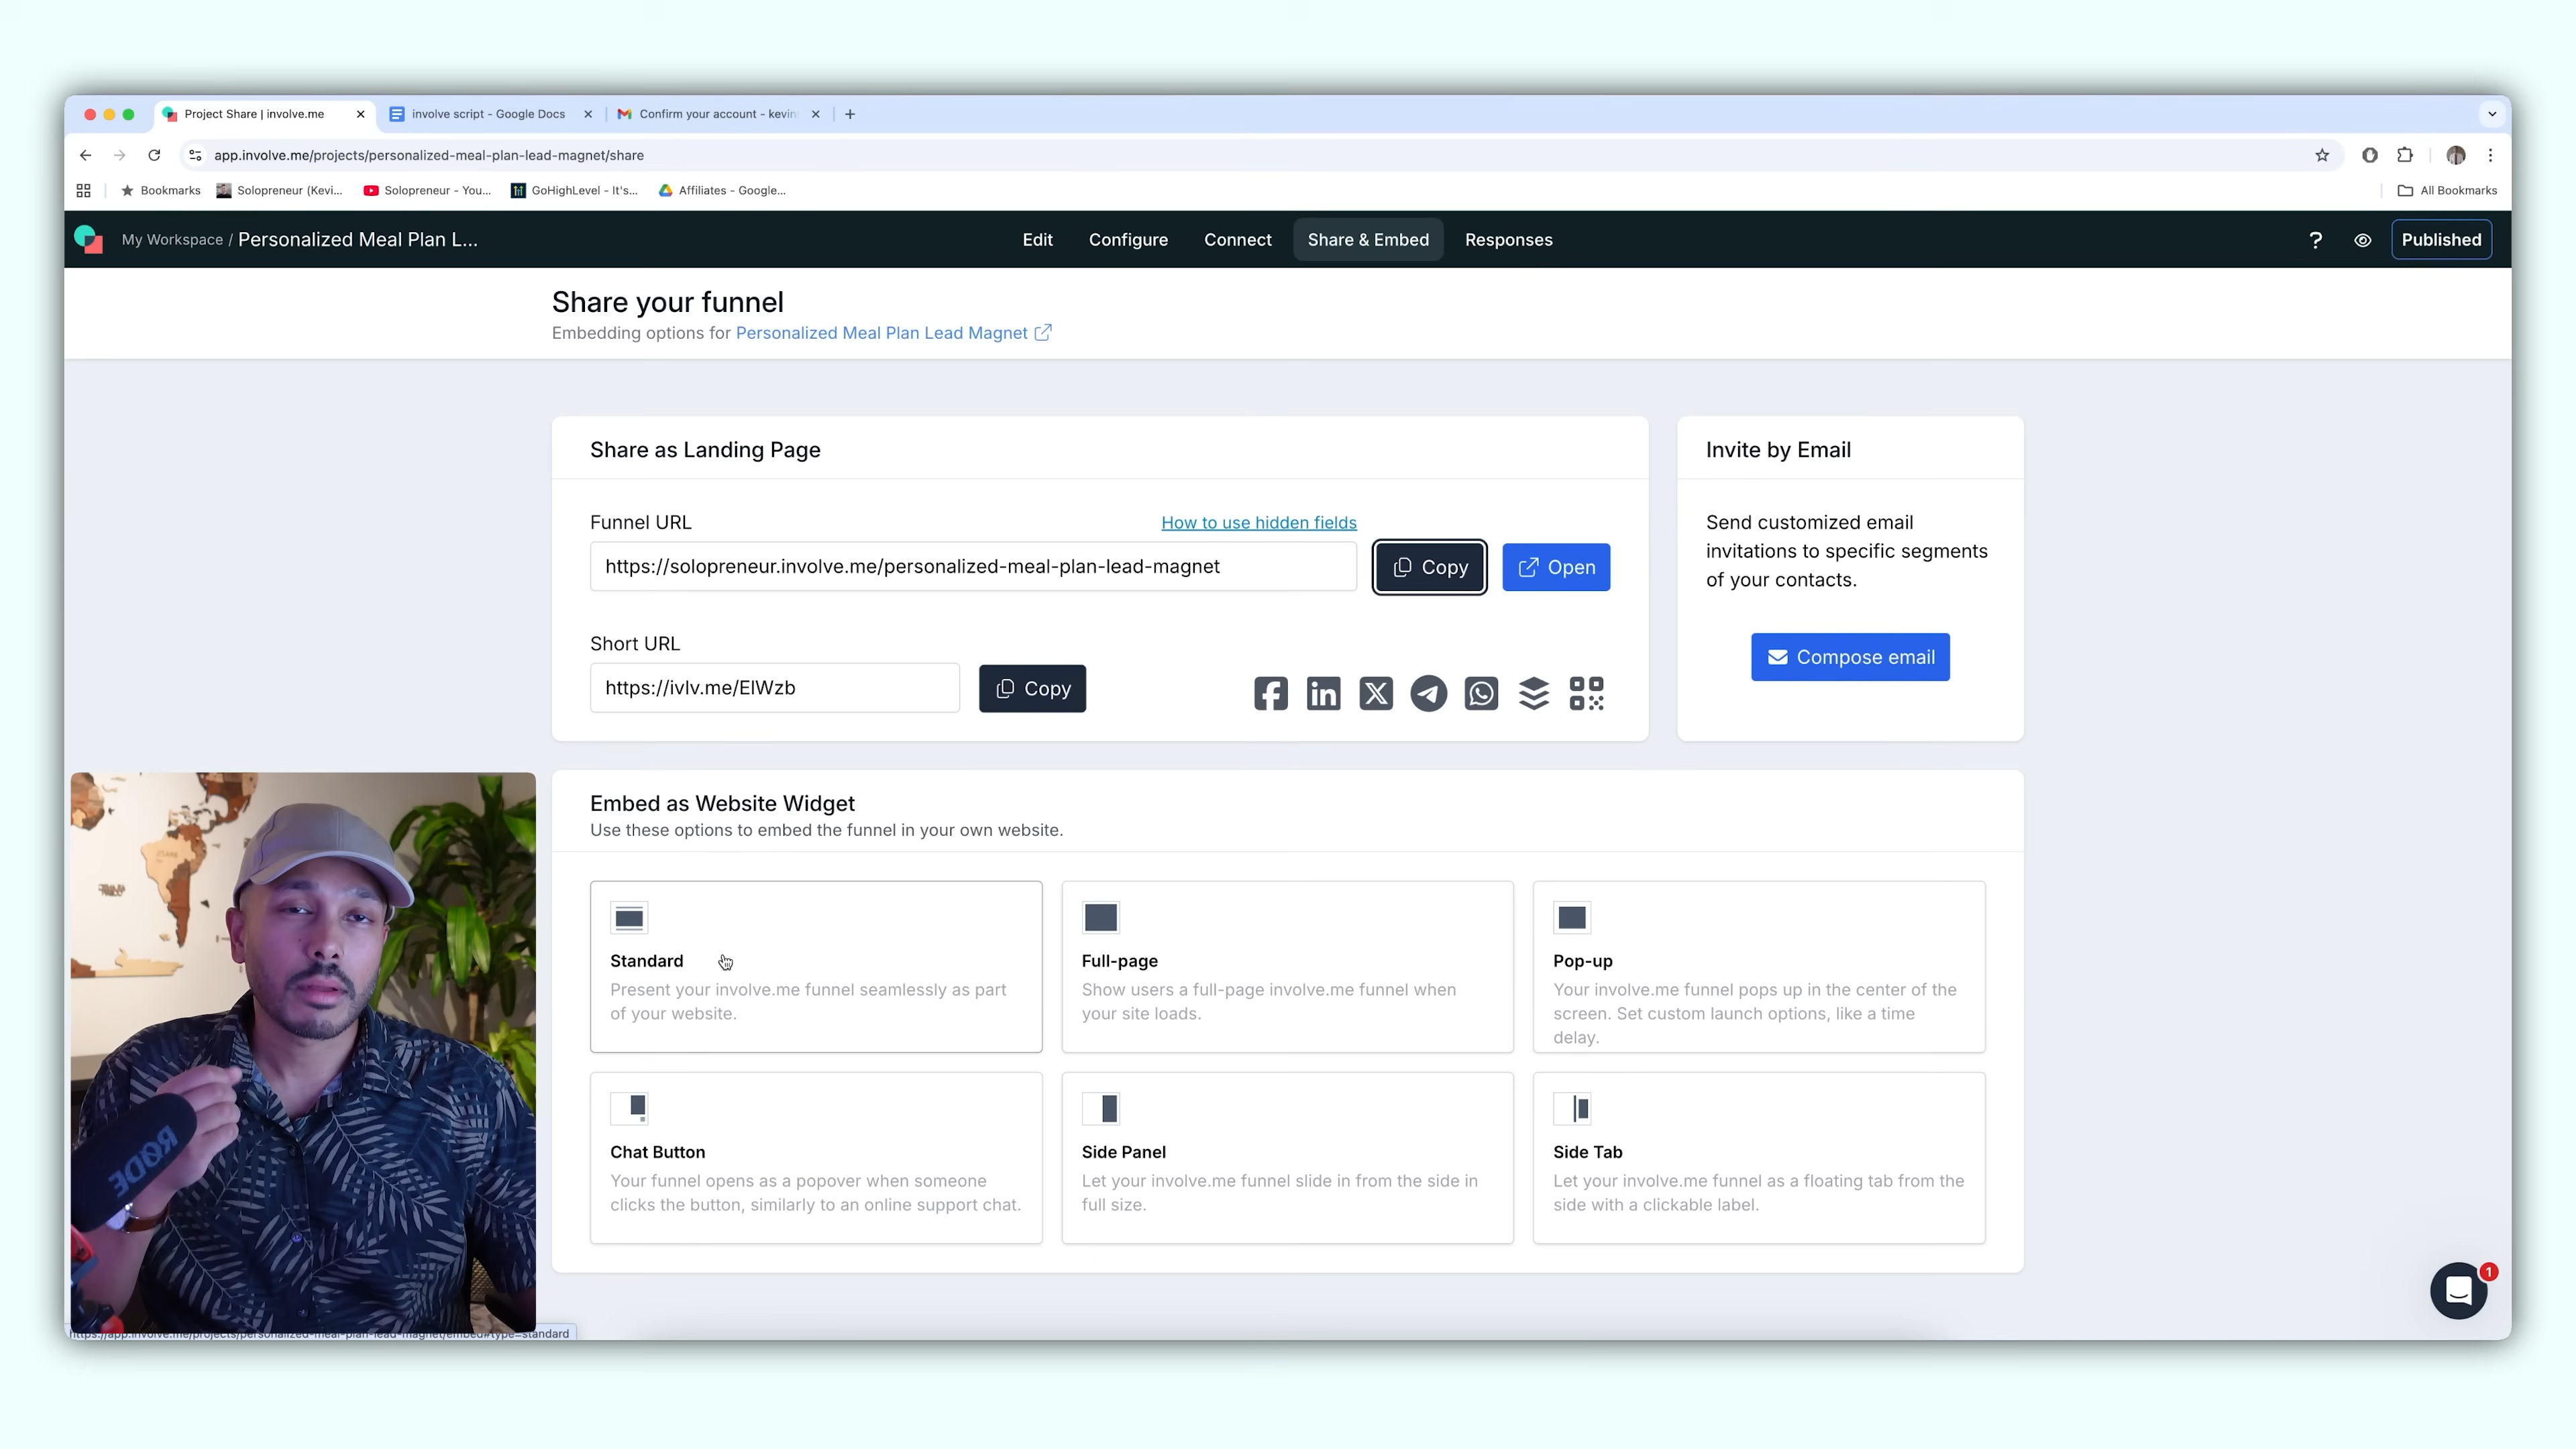 Project Share | involve.me
involve script - Google Docs
Confirm your account - kevin
app.involve.me/projects/personalized-meal-plan-lead-magnet/share
Bookmarks
Solopreneur (Kevi...
Solopreneur - You...
GoHighLevel - It's...
Affiliates - Google...
All Bookmarks
My Workspace / Personalized Meal Plan L...
Edit
Configure
Connect
Share & Embed
Responses
?
Published
Share your funnel
Embedding options for Personalized Meal Plan Lead Magnet
Share as Landing Page
Funnel URL
How to use hidden fields
https://solopreneur.involve.me/personalized-meal-plan-lead-magnet
Copy
Open
Short URL
Copy
Invite by Email
Send customized email
invitations to specific segments
of your contacts.
Compose email
Embed as Website Widget
Use these options to embed the funnel in your own website.
Standard
Present your involve.me funnel seamlessly as part
of your website.
Full-page
Show users a full-page involve.me funnel when
your site loads.
Pop-up
Your involve.me funnel pops up in the center of the
screen. Set custom launch options, like a time
delay.
Chat Button
Your funnel opens as a popover when someone
clicks the button, similarly to an online support chat.
Side Panel
Let your involve.me funnel slide in from the side in
full size.
Side Tab
Let your involve.me funnel as a floating tab from the
side with a clickable label.
1
RØDE
https://app.involve.me/projects/personalized-meal-plan-lead-magnet/embed#type=standard